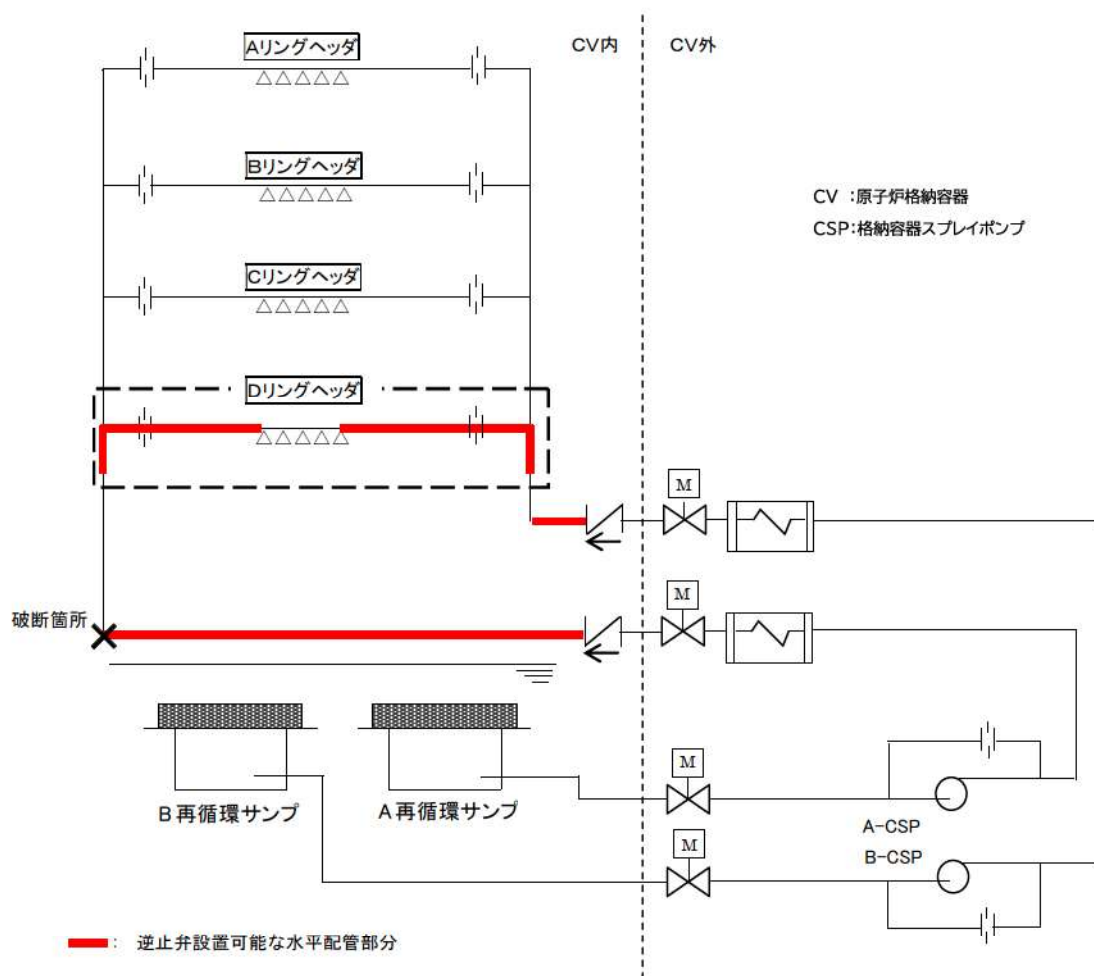 Aリングヘッダ
CV内
CV外
Bリングヘッダ
CV :原子炉格納容器
CSP:格納容器スプレイポンプ
Cリングヘッダ
Dリングヘッダ
M
破断箇所
M
M
B再循環サンプ
A再循環サンプ
A-CSP
B-CSP
M
: 逆止弁設置可能な水平配管部分